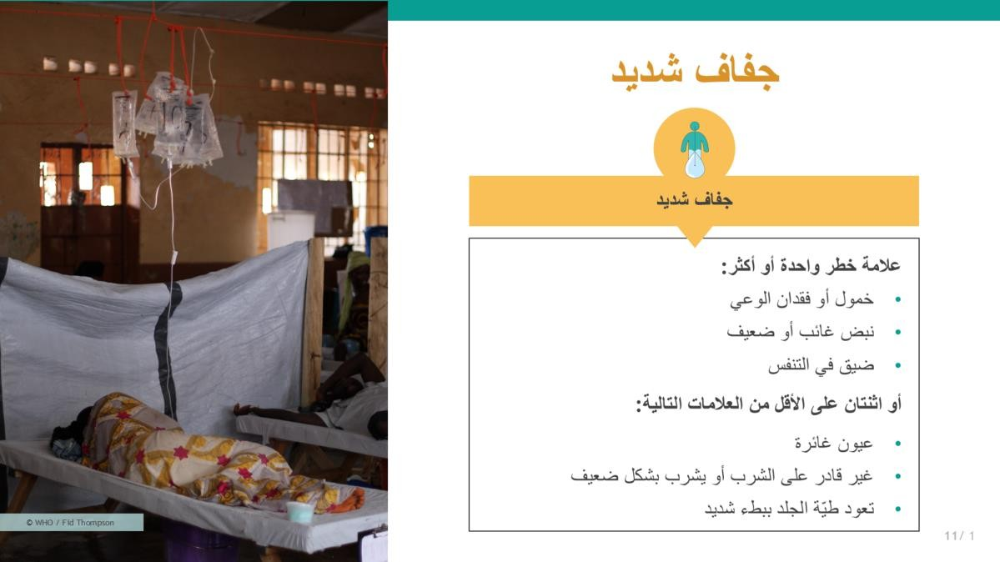 جفاف شديد
جفاف شديد
علامة خطر واحدة أو أكثر:
• خمول أو فقدان الوعي
• نبض غائب أو ضعيف
• ضيق في التنفس
أو اثنتان على الأقل من العلامات التالية:
• عيون غائرة
• غير قادر على الشرب أو يشرب بشكل ضعيف
• تعود طيّة الجلد ببطء شديد
© WHO / Fid Thompson
11/ 1